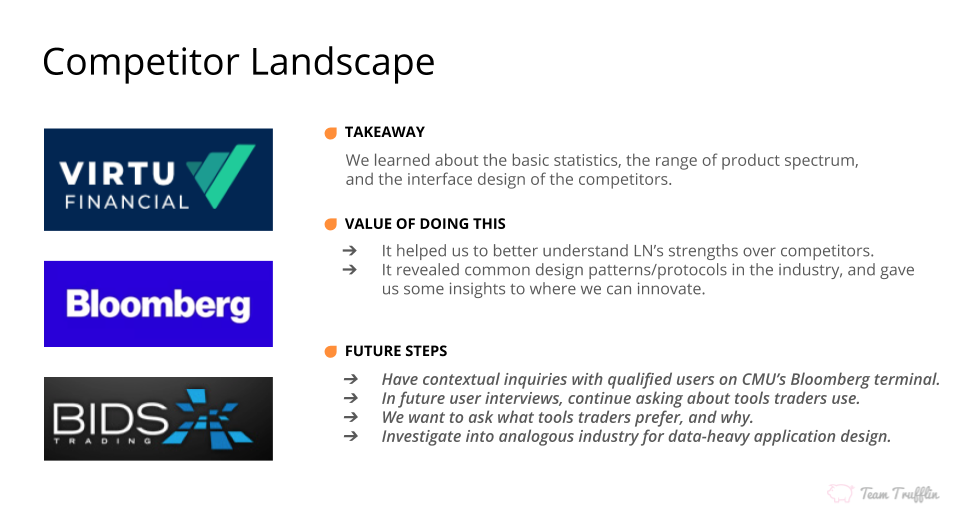 Competitor Landscape
VIRTU
FINANCIAL
Bloomberg
BIDS
TRADING
TAKEAWAY
We learned about the basic statistics, the range of product spectrum,
and the interface design of the competitors.
VALUE OF DOING THIS
➔ It helped us to better understand LN’s strengths over competitors.
➔ It revealed common design patterns/protocols in the industry, and gave
us some insights to where we can innovate.
FUTURE STEPS
➔ Have contextual inquiries with qualified users on CMU’s Bloomberg terminal.
➔ In future user interviews, continue asking about tools traders use.
➔ We want to ask what tools traders prefer, and why.
➔ Investigate into analogous industry for data-heavy application design.
Team Trufflin